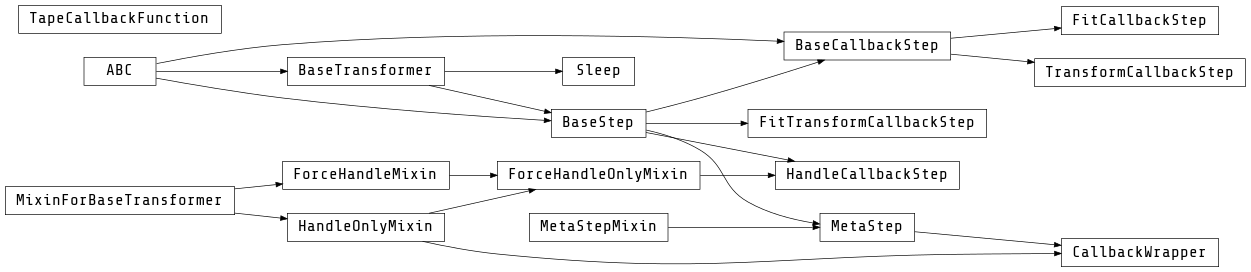 TapeCallbackFunction
FitCallbackStep
BaseCallbackStep
ABC
BaseTransformer
Sleep
TransformCallbackStep
BaseStep
FitTransformCallbackStep
ForceHandleMixin
ForceHandleOnlyMixin
HandleCallbackStep
MixinForBaseTransformer
HandleOnlyMixin
MetaStepMixin
MetaStep
CallbackWrapper